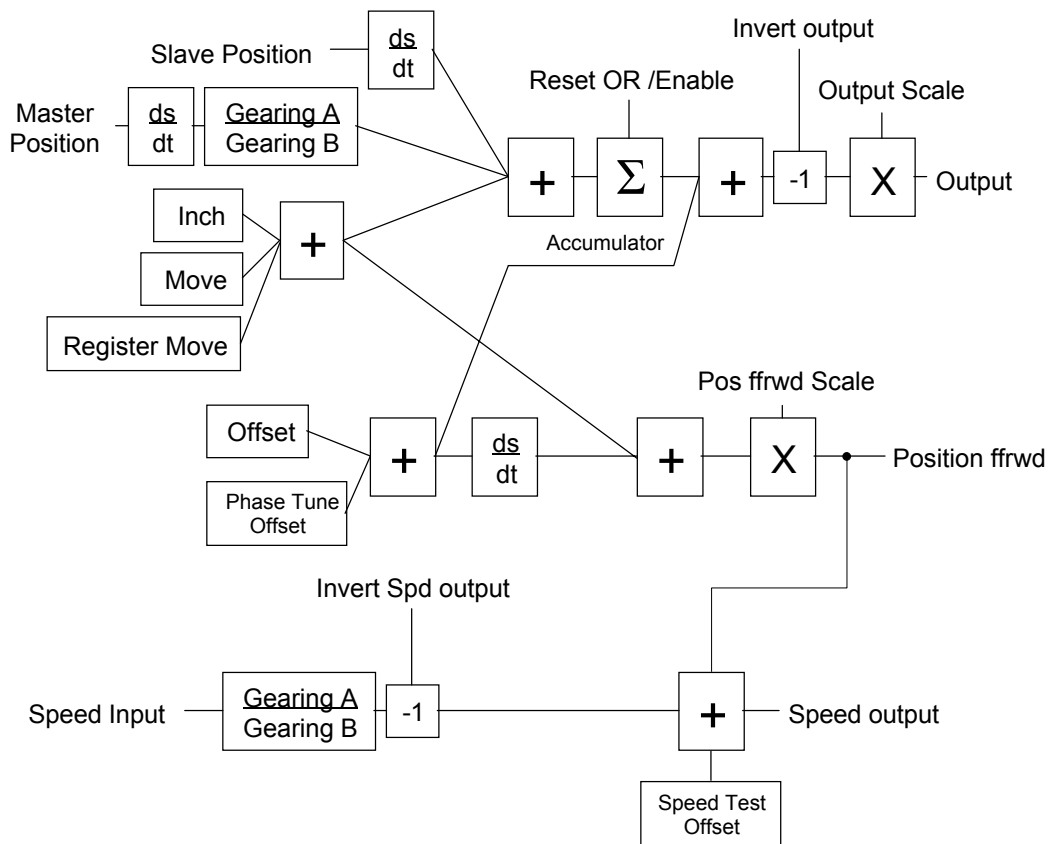 Invert output
Slave Position
ds
dt
Reset OR /Enable
Output Scale
Master
Position
ds
dt
Gearing A
Gearing B
+
Σ
+
-1
X
Output
Inch
+
Accumulator
Move
Register Move
Pos ffrwd Scale
Offset
+
ds
dt
+
X
Position ffrwd
Phase Tune
Offset
Invert Spd output
Speed Input
Gearing A
Gearing B
-1
+
Speed output
Speed Test
Offset